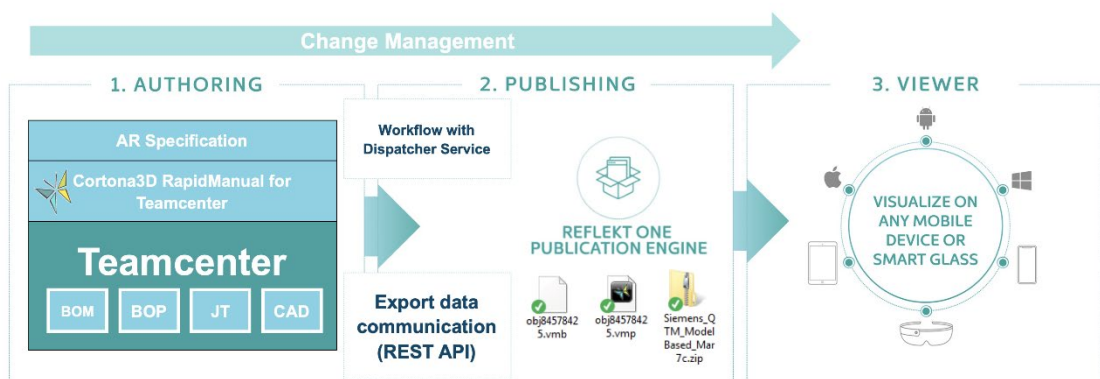 Change Management
1. AUTHORING
2. PUBLISHING
3. VIEWER
AR Specification
Cortona3D RapidManual for
Teamcenter
Teamcenter
BOM
BOP
JT
CAD
Workflow with
Dispatcher Service
Export data
communication
(REST API)
REFLEKT ONE
PUBLICATION ENGINE
obj8457842
5.vmb
obj8457842
5.vmp
Siemens_Q
TM_Model
Based_Mar
7c.zip
VISUALIZE ON
ANY MOBILE
DEVICE OR
SMART GLASS